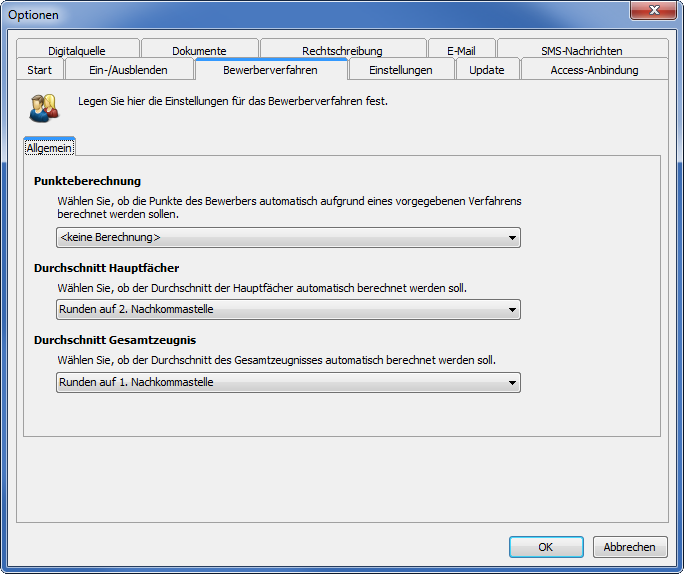 Optionen
Digitalquelle Dokumente Rechtschreibung E-Mail SMS-Nachrichten
Start Ein-/Ausblenden Bewerberverfahren Einstellungen Update Access-Anbindung
Legen Sie hier die Einstellungen für das Bewerberverfahren fest.
Allgemein
Punkteberechnung
Wählen Sie, ob die Punkte des Bewerbers automatisch aufgrund eines vorgegebenen Verfahrens
berechnet werden sollen.
<keine Berechnung>
Durchschnitt Hauptfächer
Wählen Sie, ob der Durchschnitt der Hauptfächer automatisch berechnet werden soll.
Runden auf 2. Nachkommastelle
Durchschnitt Gesamtzeugnis
Wählen Sie, ob der Durchschnitt des Gesamtzeugnisses automatisch berechnet werden soll.
Runden auf 1. Nachkommastelle
OK Abbrechen